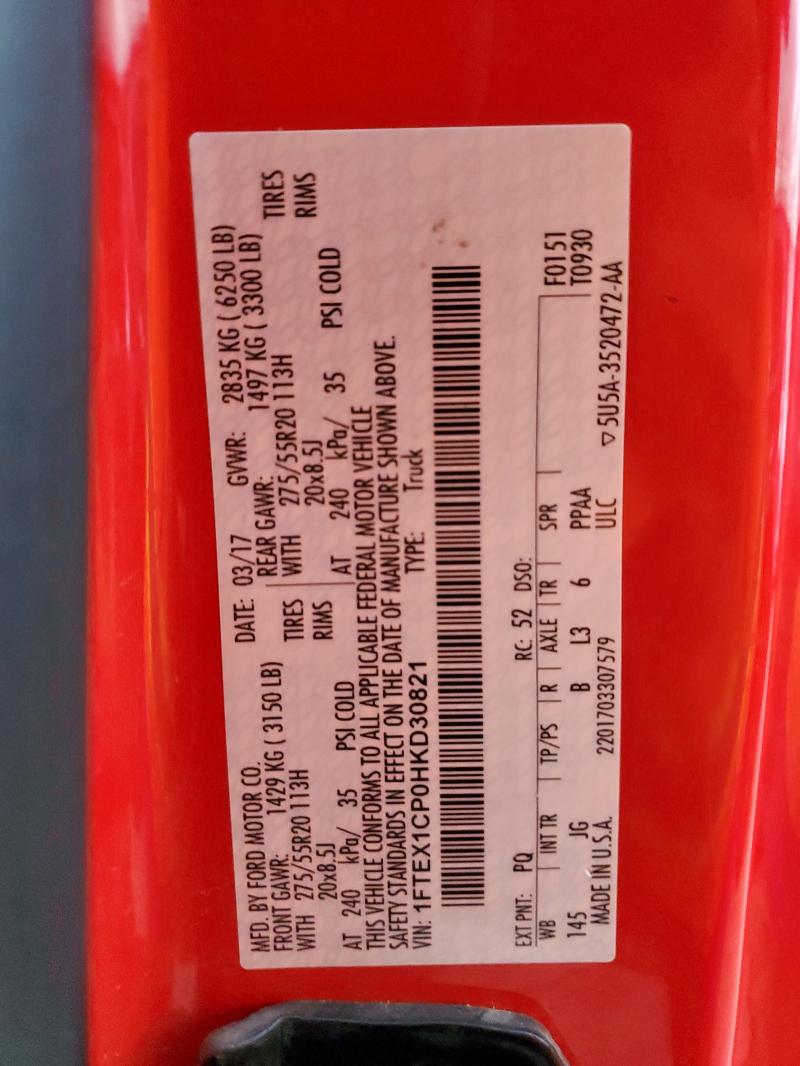 MFD. BY FORD MOTOR CO.
DATE: 03/17 GVWR: 2835 KG ( 6250 LB)
FRONT GAWR: 1429 KG ( 3150 LB)
REAR GAWR: 1497 KG ( 3300 LB)
WITH 275/55R20 113H TIRES
WITH 275/55R20 113H TIRES
20x8.5J RIMS
20x8.5J RIMS
AT 240 kPa/ 35 PSI COLD
AT 240 kPa/ 35 PSI COLD
THIS VEHICLE CONFORMS TO ALL APPLICABLE FEDERAL MOTOR VEHICLE
SAFETY STANDARDS IN EFFECT ON THE DATE OF MANUFACTURE SHOWN ABOVE.
VIN: 1FTEX1CP0HKD30821 TYPE: Truck
EXT PNT: PQ RC: 52 DSO:
WB INT TR TP/PS R AXLE TR SPR F0151
145 JG B L3 6 PPAA T0930
MADE IN U.S.A. 2201703307579 ULC ▽5U5A-3520472-AA